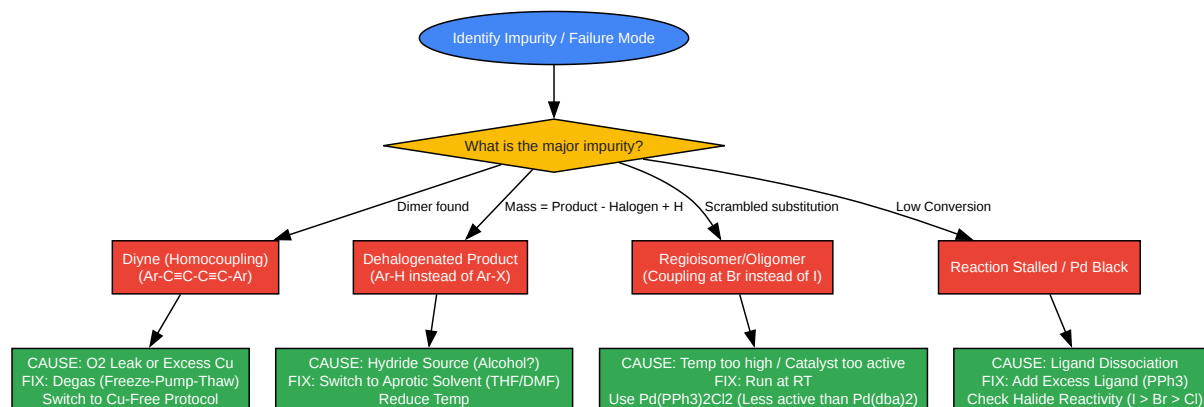 Identify Impurity / Failure Mode
What is the major impurity?
Dimer found
Mass = Product - Halogen + H
Scrambled substitution
Low Conversion
Diyne (Homocoupling)
(Ar-C≡C-C≡C-Ar)
Dehalogenated Product
(Ar-H instead of Ar-X)
Regioisomer/Oligomer
(Coupling at Br instead of I)
Reaction Stalled / Pd Black
CAUSE: O2 Leak or Excess Cu
FIX: Degas (Freeze-Pump-Thaw)
Switch to Cu-Free Protocol
CAUSE: Hydride Source (Alcohol?)
FIX: Switch to Aprotic Solvent (THF/DMF)
Reduce Temp
CAUSE: Temp too high / Catalyst too active
FIX: Run at RT
Use Pd(PPh3)2Cl2 (Less active than Pd(dba)2)
CAUSE: Ligand Dissociation
FIX: Add Excess Ligand (PPh3)
Check Halide Reactivity (I > Br > Cl)